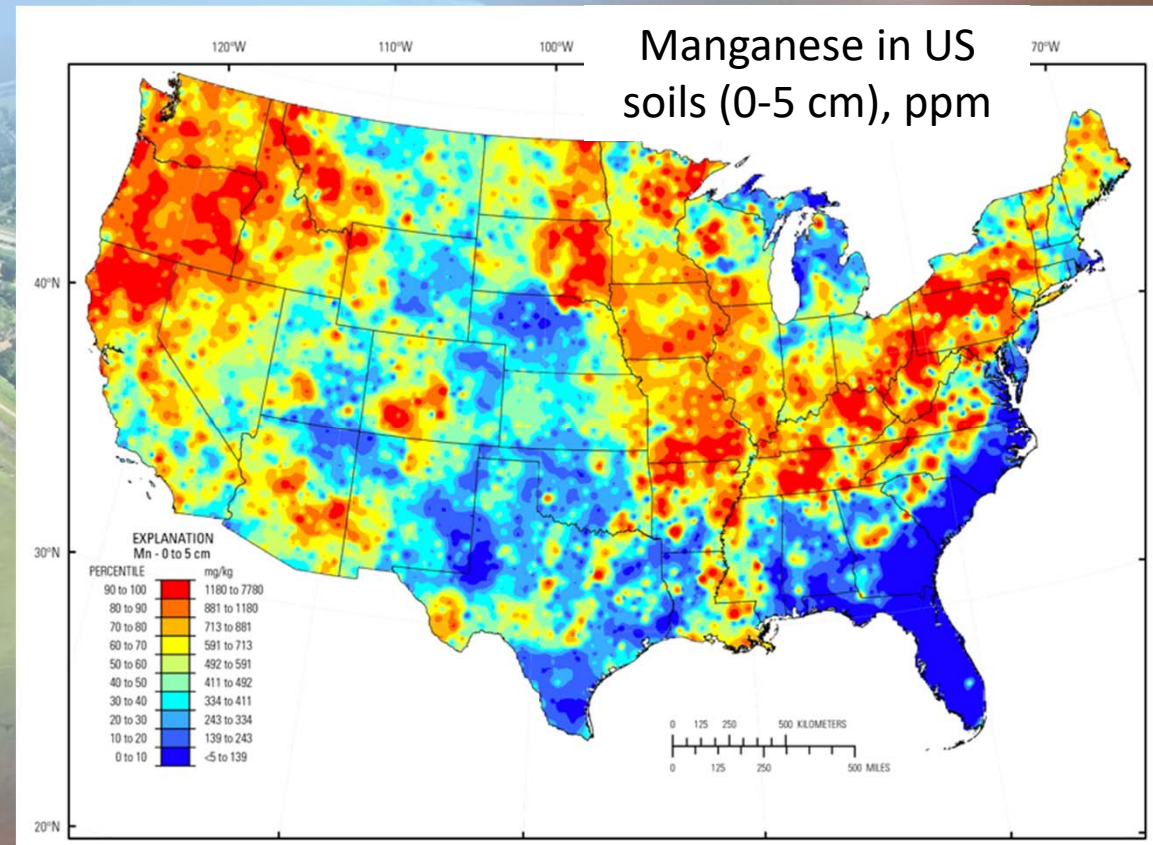 Manganese in US
soils (0-5 cm), ppm
120°W
110°W
100°W
70°W
40°N
30°N
20°N
EXPLANATION
Mn - 0 to 5 cm
PERCENTILE mg/kg
90 to 100 1180 to 7780
80 to 90 881 to 1180
70 to 80 713 to 881
60 to 70 591 to 713
50 to 60 492 to 591
40 to 50 411 to 492
30 to 40 334 to 411
20 to 30 243 to 334
10 to 20 139 to 243
0 to 10 <5 to 139
0 125 250 500 KILOMETERS
0 125 250 500 MILES